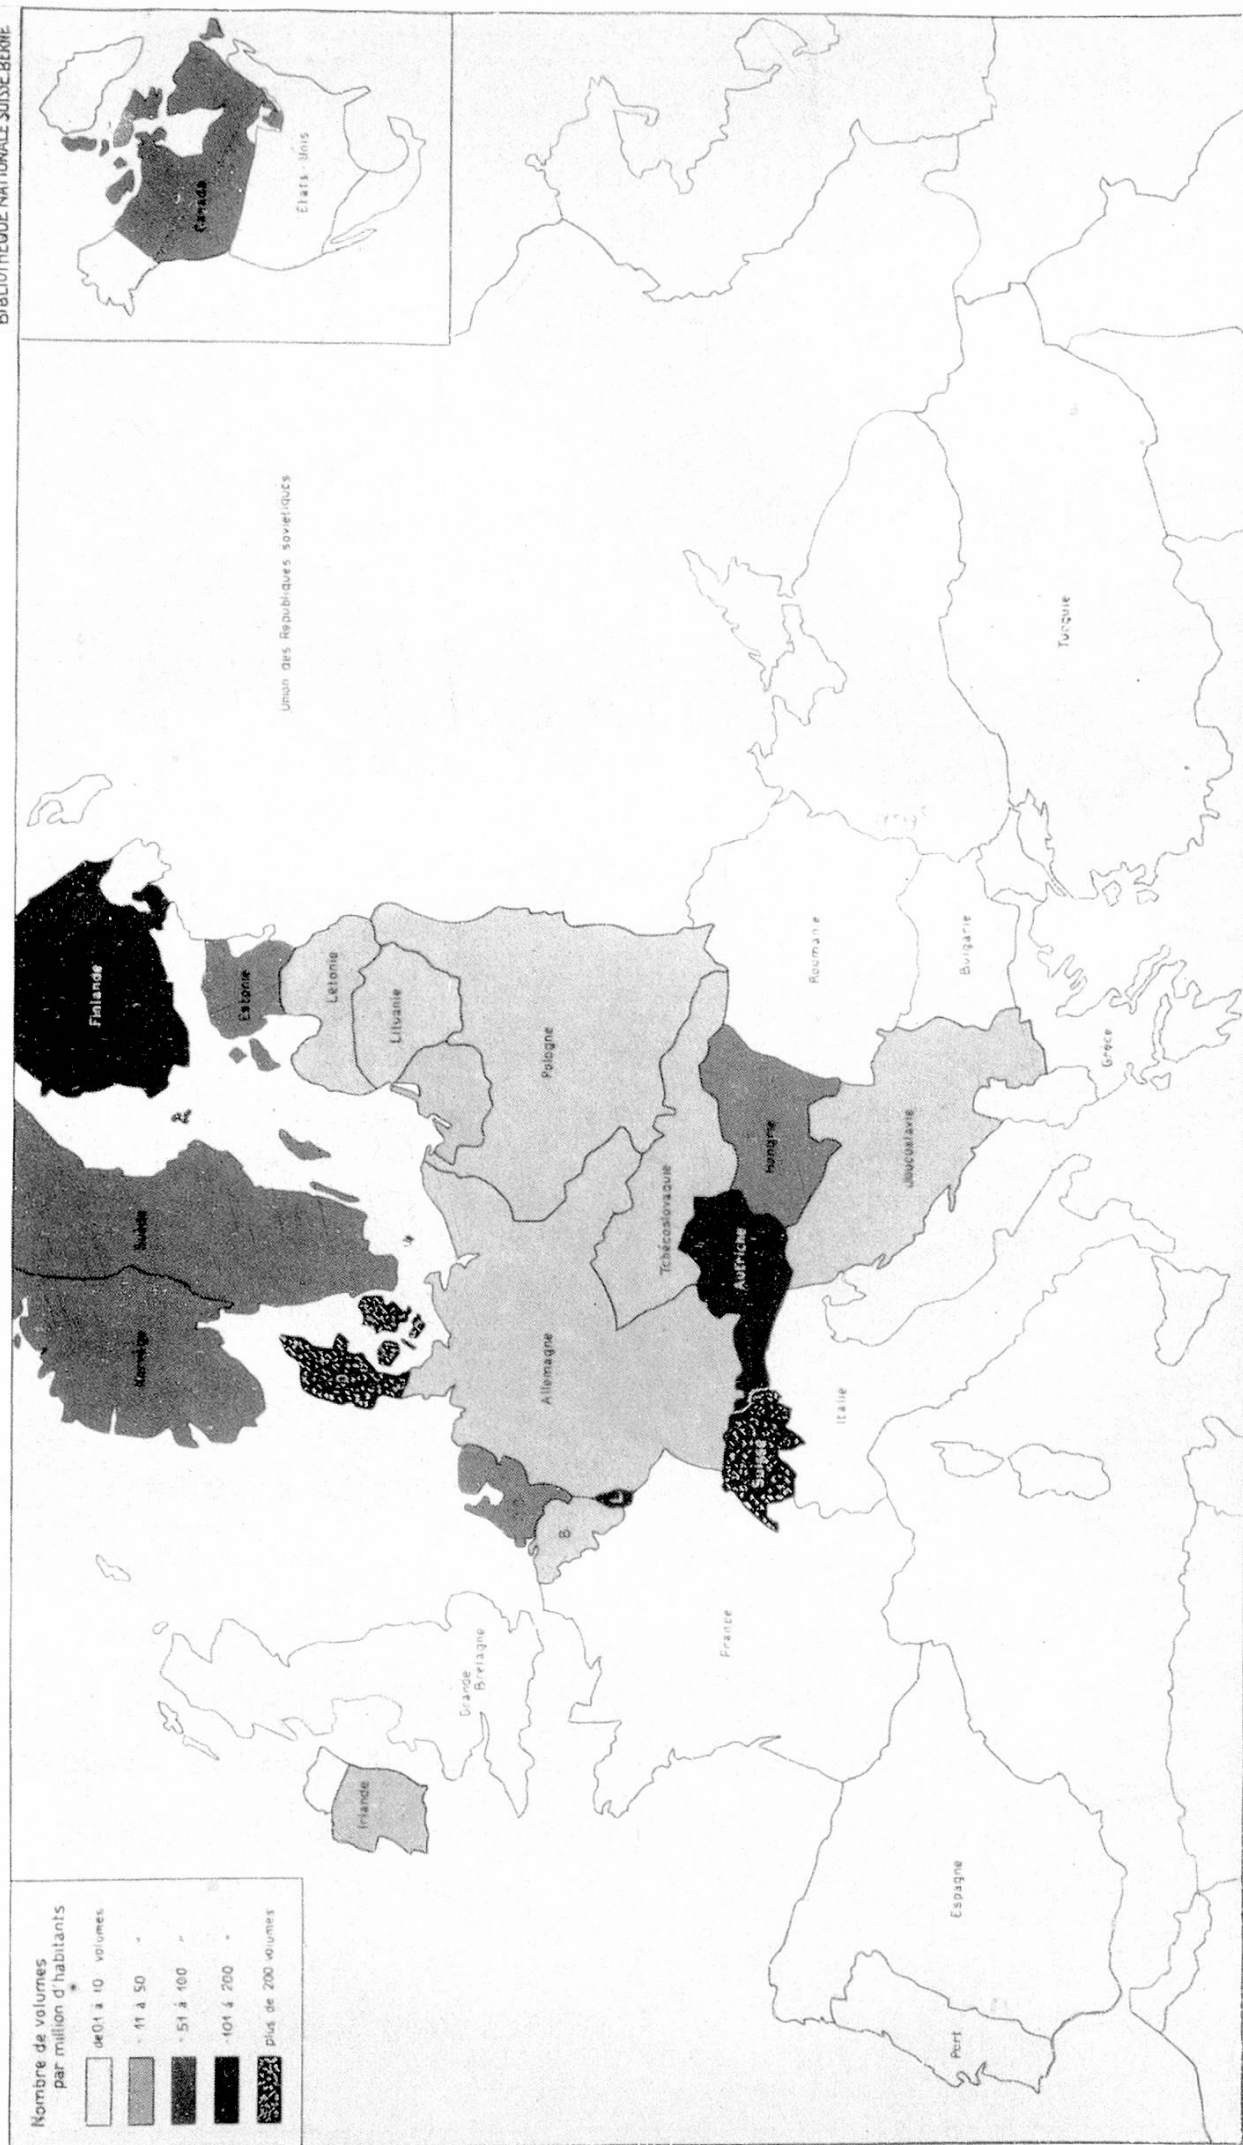 BIBLIOTHÈQUE NATIONALE SUISSE BERNE
Nombre de volumes
par million d'habitants
de 0,1 à 10 volumes
" 11 à 50 "
" 51 à 100 "
" 101 à 200 "
plus de 200 volumes
Canada
États-Unis
Union des Républiques soviétiques
Finlande
Estonie
Létonie
Lituanie
Suède
Norvège
Pologne
Allemagne
Tchécoslovaquie
Autriche
Hongrie
Roumanie
Bulgarie
Yougoslavie
Grèce
Turquie
Irlande
Grande
Bretagne
B.
L
Suisse
Italie
France
Espagne
Port